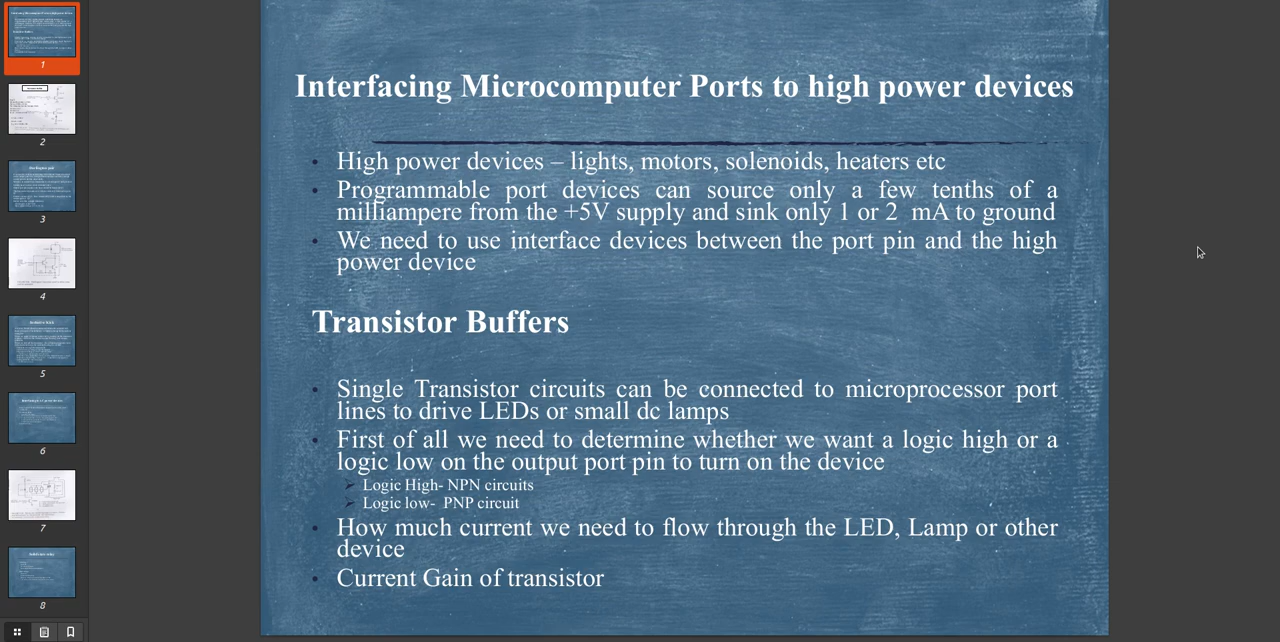 Interfacing Microcomputer Ports to high power devices
• High power devices – lights, motors, solenoids, heaters etc
• Programmable port devices can source only a few tenths of a
milliampere from the +5V supply and sink only 1 or 2 mA to ground
• We need to use interface devices between the port pin and the high
power device
Transistor Buffers
• Single Transistor circuits can be connected to microprocessor port
lines to drive LEDs or small dc lamps
• First of all we need to determine whether we want a logic high or a
logic low on the output port pin to turn on the device
➢ Logic High- NPN circuits
➢ Logic low- PNP circuit
• How much current we need to flow through the LED, Lamp or other
device
• Current Gain of transistor
1
2
3
4
5
6
7
8